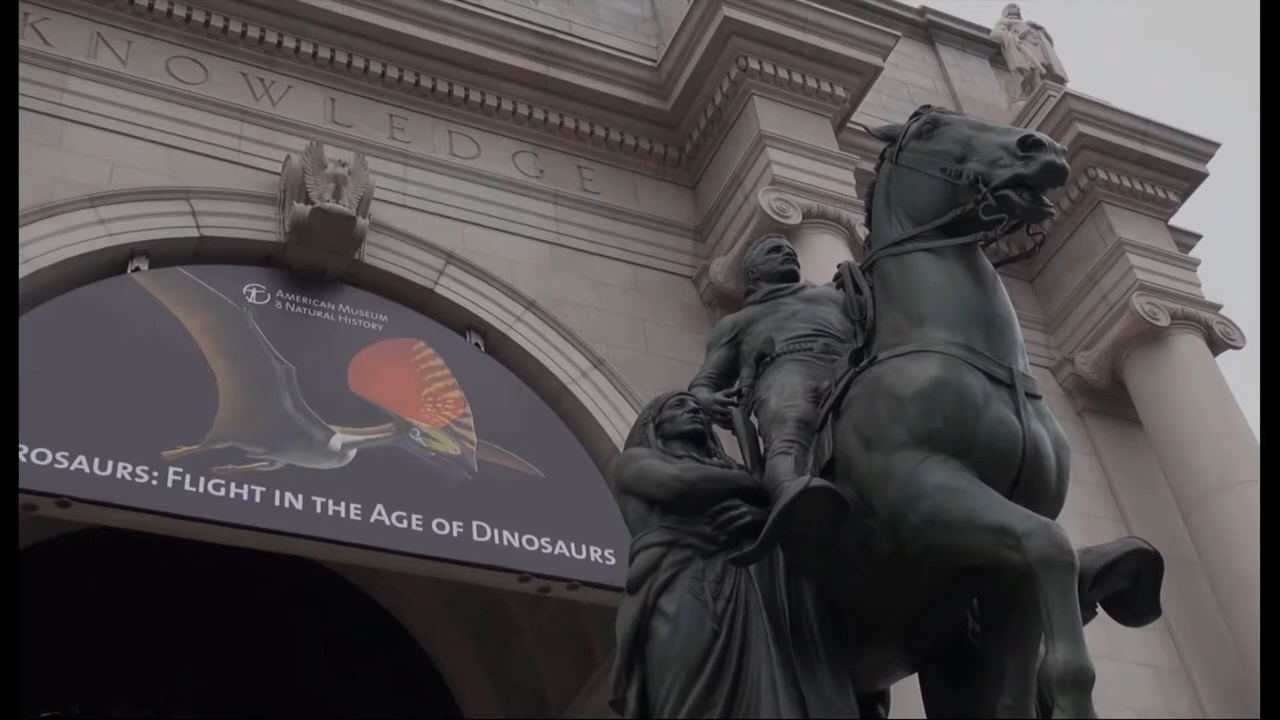 KNOWLEDGE
AMERICAN MUSEUM
NATURAL HISTORY
ROSAURS: FLIGHT IN THE AGE OF DINOSAURS